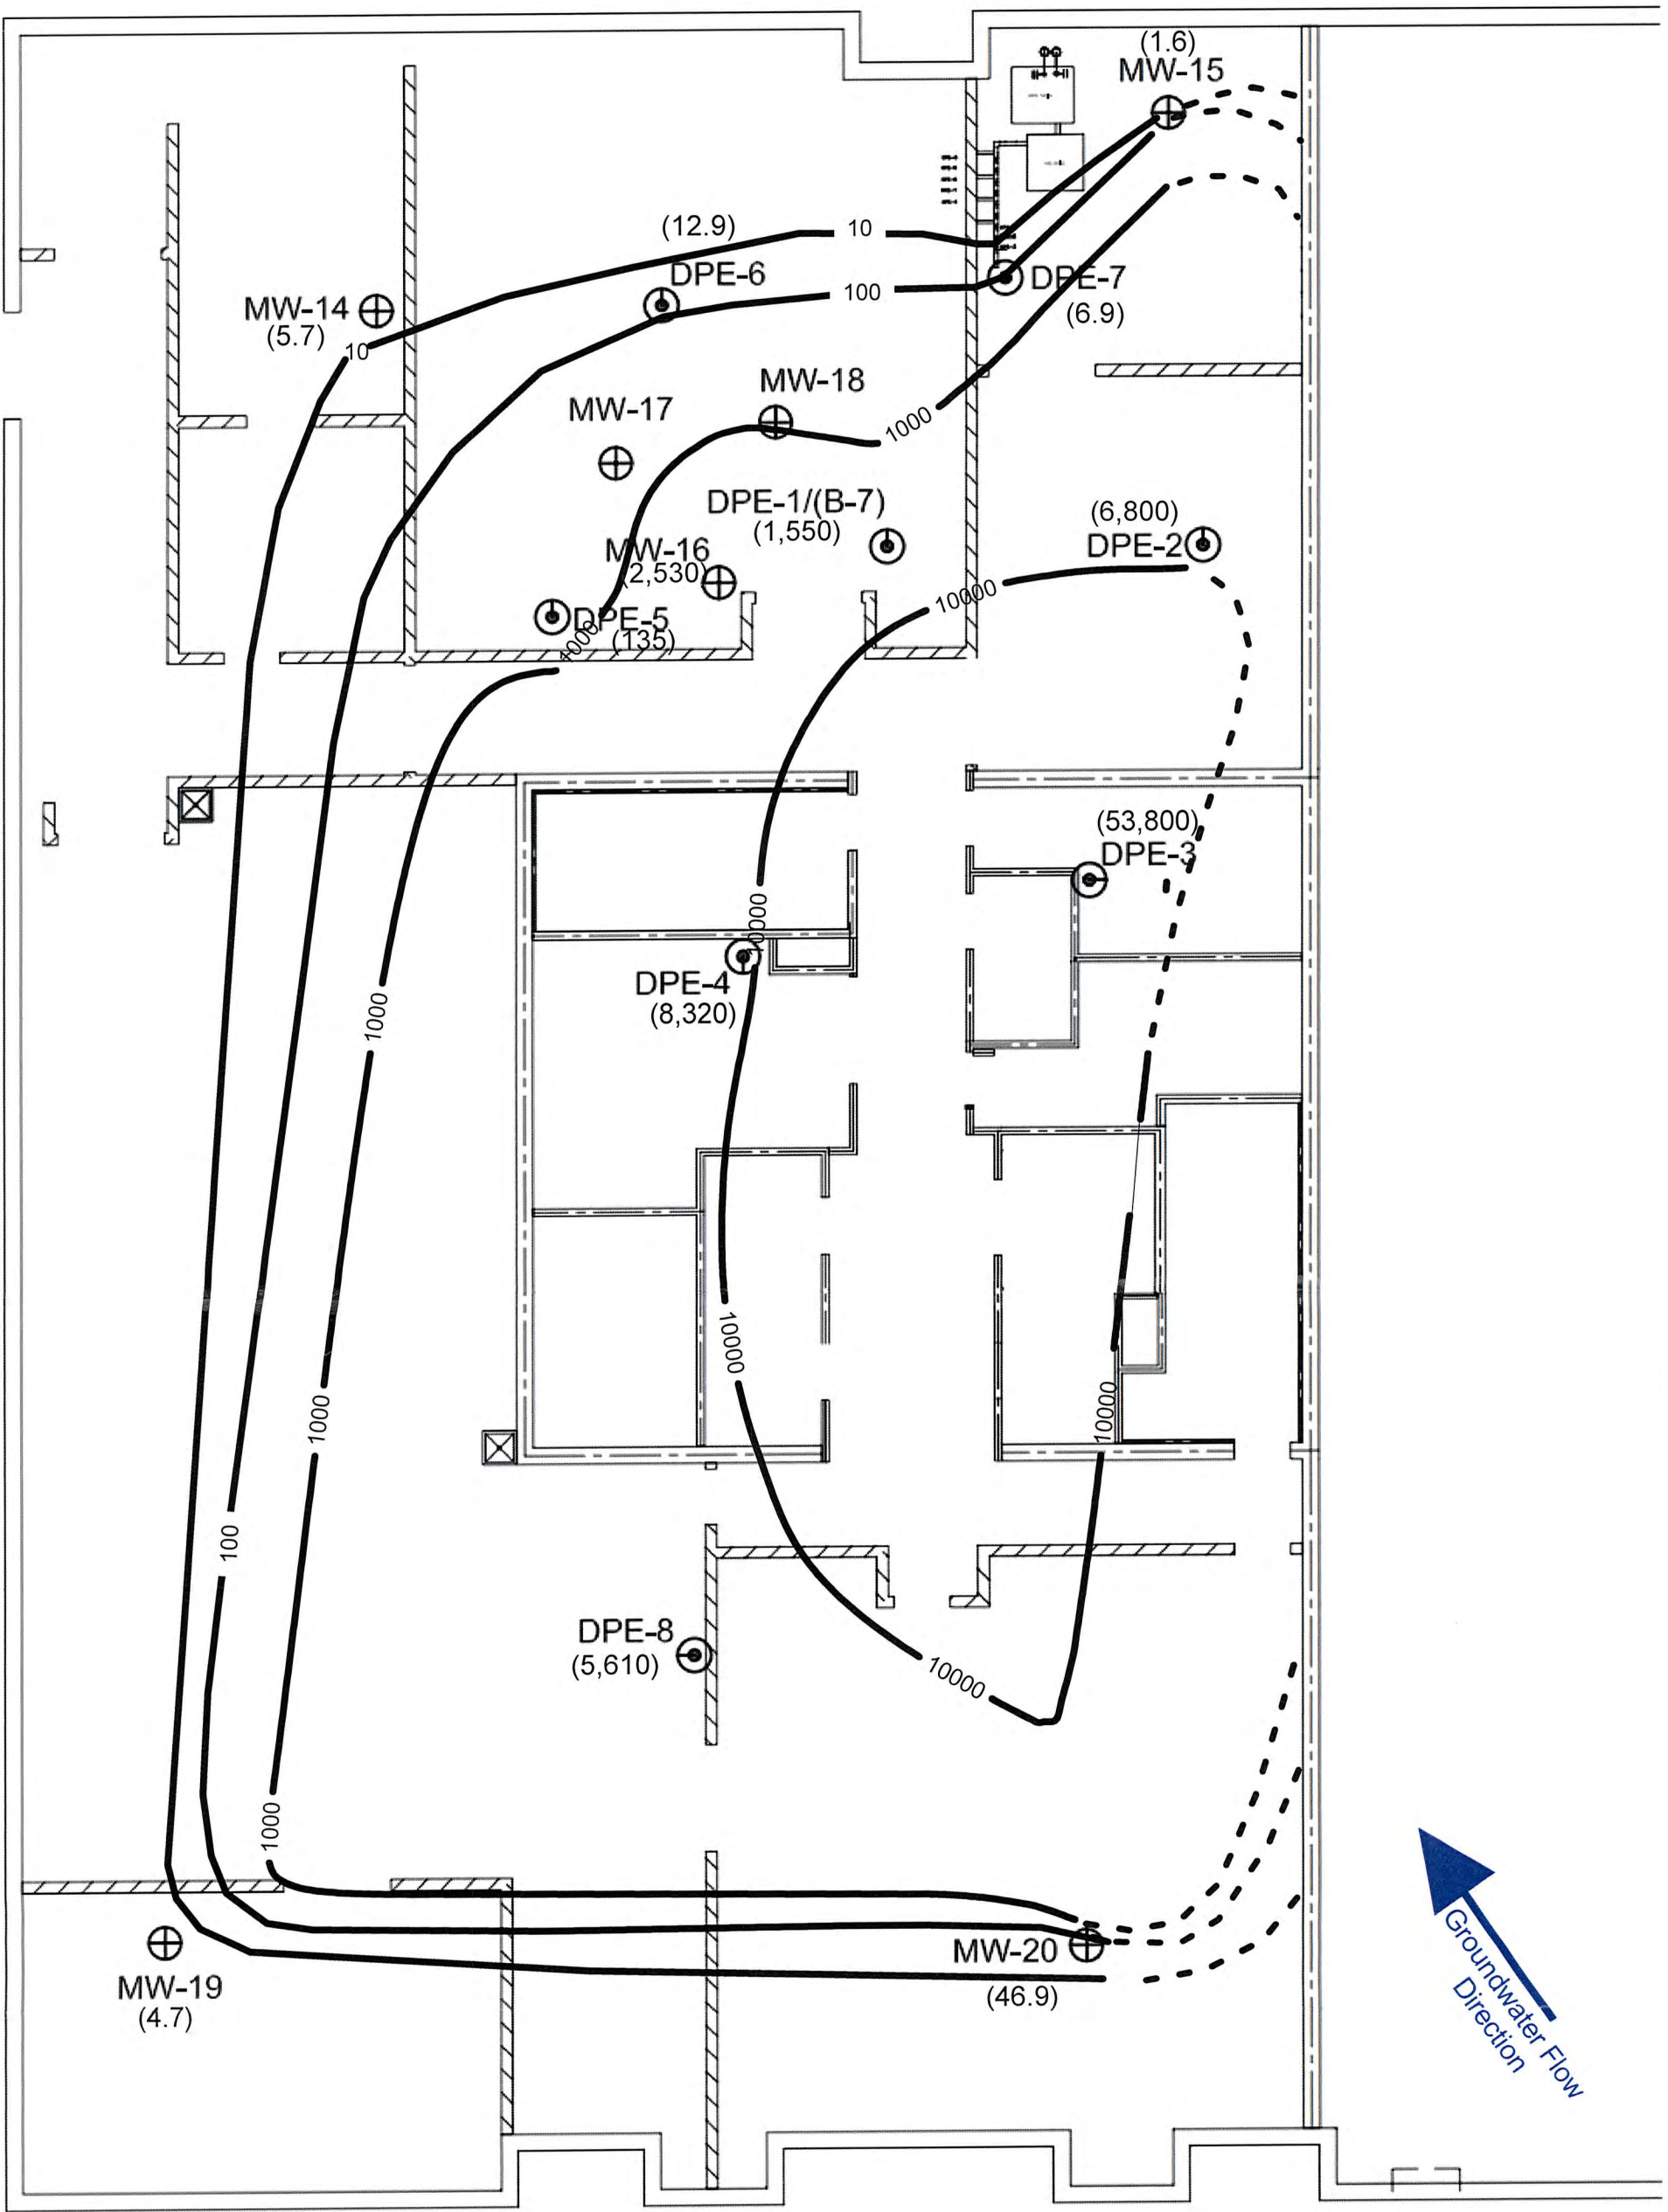 (1.6)
MW-15
(12.9)
10
DPE-6
DPE-7
(6.9)
100
MW-14
(5.7)
10
MW-18
MW-17
1000
DPE-1/(B-7)
(1,550)
(6,800)
DPE-2
MW-16
(2,530)
10000
DPE-5
(135)
1000
(53,800)
DPE-3
10000
DPE-4
(8,320)
1000
10000
1000
10000
100
DPE-8
(5,610)
10000
1000
MW-20
(46.9)
MW-19
(4.7)
Groundwater Flow
Direction